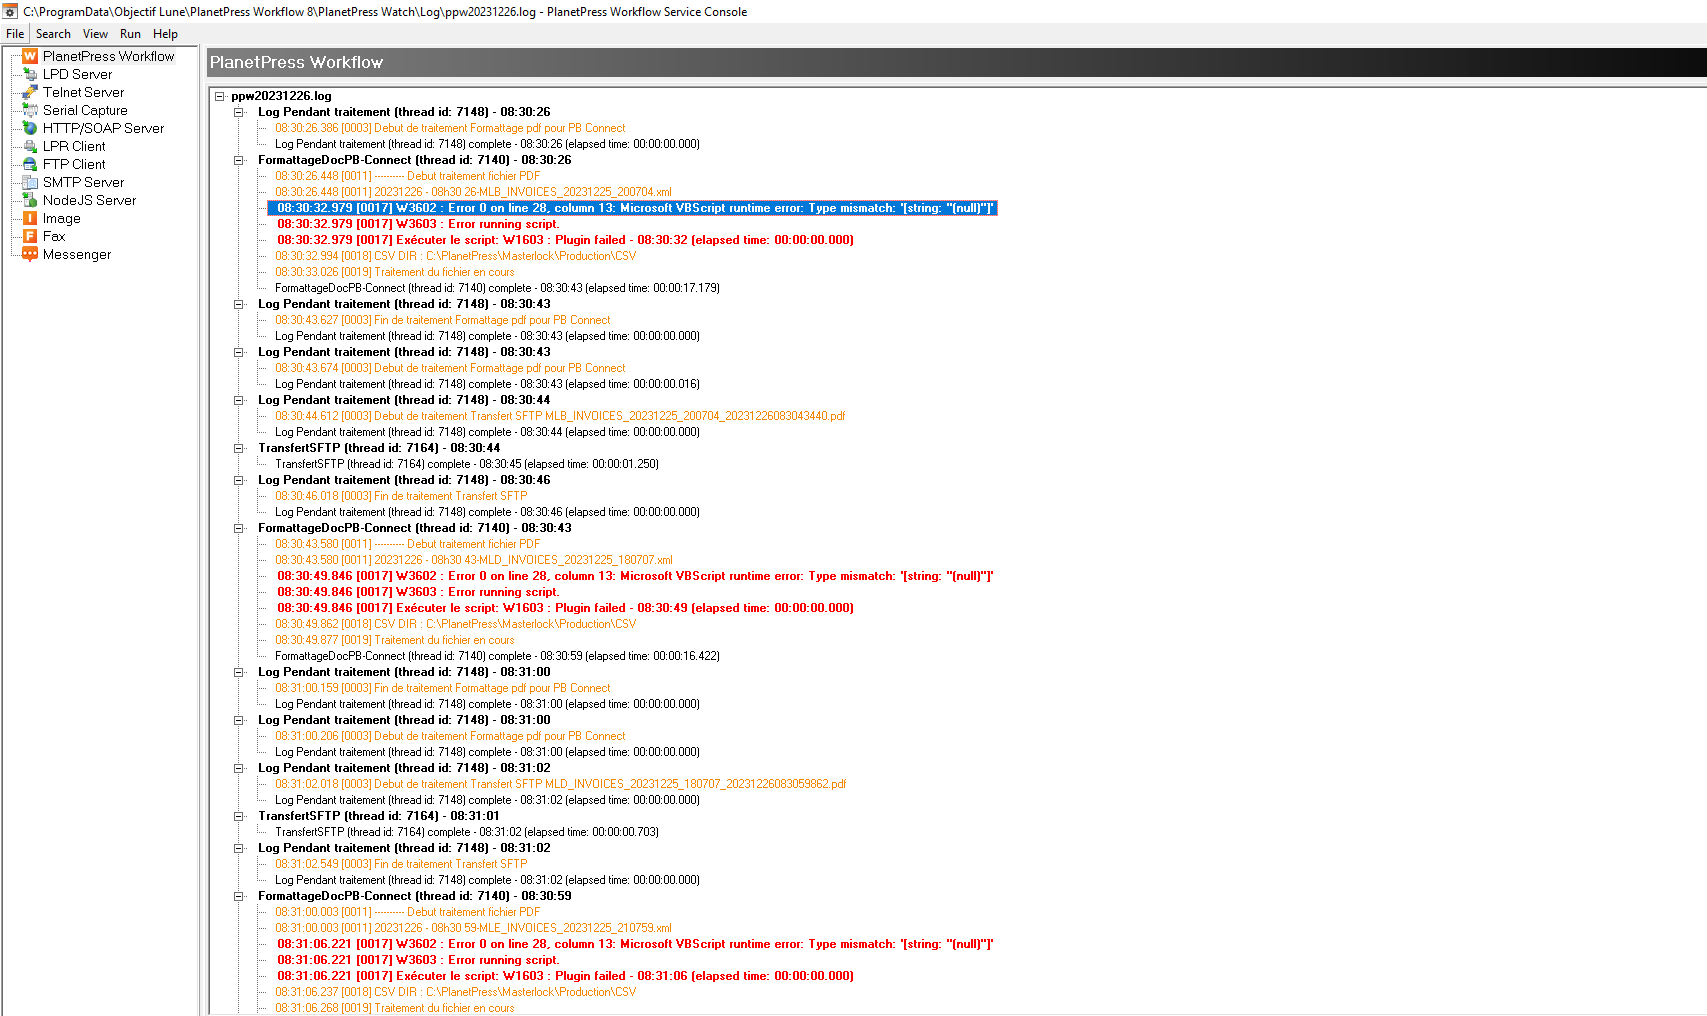 C:\ProgramData\Objectif Lune\PlanetPress Workflow 8\PlanetPress Watch\Log\ppw20231226.log - PlanetPress Workflow Service Console
File Search View Run Help
PlanetPress Workflow
LPD Server
Telnet Server
Serial Capture
HTTP/SOAP Server
LPR Client
FTP Client
SMTP Server
NodeJS Server
Image
Fax
Messenger
PlanetPress Workflow
ppw20231226.log
Log Pendant traitement (thread id: 7148) - 08:30:26
08:30:26.386 [0003] Debut de traitement Formattage pdf pour PB Connect
Log Pendant traitement (thread id: 7148) complete - 08:30:26 (elapsed time: 00:00:00.000)
FormattageDocPB-Connect (thread id: 7140) - 08:30:26
08:30:26.448 [0011] --------- Debut traitement fichier PDF
08:30:26.448 [0011] 20231226 - 08h30 26-MLB_INVOICES_20231225_200704.xml
08:30:32.979 [0017] W3602 : Error 0 on line 28, column 13: Microsoft VBScript runtime error: Type mismatch: '[string: "(null)"]'
08:30:32.979 [0017] W3603 : Error running script.
08:30:32.979 [0017] Exécuter le script: W1603 : Plugin failed - 08:30:32 (elapsed time: 00:00:00.000)
08:30:32.994 [0018] CSV DIR : C:\PlanetPress\Masterlock\Production\CSV
08:30:33.026 [0019] Traitement du fichier en cours
FormattageDocPB-Connect (thread id: 7140) complete - 08:30:43 (elapsed time: 00:00:17.179)
Log Pendant traitement (thread id: 7148) - 08:30:43
08:30:43.627 [0003] Fin de traitement Formattage pdf pour PB Connect
Log Pendant traitement (thread id: 7148) complete - 08:30:43 (elapsed time: 00:00:00.000)
Log Pendant traitement (thread id: 7148) - 08:30:43
08:30:43.674 [0003] Debut de traitement Formattage pdf pour PB Connect
Log Pendant traitement (thread id: 7148) complete - 08:30:43 (elapsed time: 00:00:00.016)
Log Pendant traitement (thread id: 7148) - 08:30:44
08:30:44.612 [0003] Debut de traitement Transfert SFTP MLB_INVOICES_20231225_200704_20231226083043440.pdf
Log Pendant traitement (thread id: 7148) complete - 08:30:44 (elapsed time: 00:00:00.000)
TransfertSFTP (thread id: 7164) - 08:30:44
TransfertSFTP (thread id: 7164) complete - 08:30:45 (elapsed time: 00:00:01.250)
Log Pendant traitement (thread id: 7148) - 08:30:46
08:30:46.018 [0003] Fin de traitement Transfert SFTP
Log Pendant traitement (thread id: 7148) complete - 08:30:46 (elapsed time: 00:00:00.000)
FormattageDocPB-Connect (thread id: 7140) - 08:30:43
08:30:43.580 [0011] --------- Debut traitement fichier PDF
08:30:43.580 [0011] 20231226 - 08h30 43-MLD_INVOICES_20231225_180707.xml
08:30:49.846 [0017] W3602 : Error 0 on line 28, column 13: Microsoft VBScript runtime error: Type mismatch: '[string: "(null)"]'
08:30:49.846 [0017] W3603 : Error running script.
08:30:49.846 [0017] Exécuter le script: W1603 : Plugin failed - 08:30:49 (elapsed time: 00:00:00.000)
08:30:49.862 [0018] CSV DIR : C:\PlanetPress\Masterlock\Production\CSV
08:30:49.877 [0019] Traitement du fichier en cours
FormattageDocPB-Connect (thread id: 7140) complete - 08:30:59 (elapsed time: 00:00:16.422)
Log Pendant traitement (thread id: 7148) - 08:31:00
08:31:00.159 [0003] Fin de traitement Formattage pdf pour PB Connect
Log Pendant traitement (thread id: 7148) complete - 08:31:00 (elapsed time: 00:00:00.000)
Log Pendant traitement (thread id: 7148) - 08:31:00
08:31:00.206 [0003] Debut de traitement Formattage pdf pour PB Connect
Log Pendant traitement (thread id: 7148) complete - 08:31:00 (elapsed time: 00:00:00.000)
Log Pendant traitement (thread id: 7148) - 08:31:02
08:31:02.018 [0003] Debut de traitement Transfert SFTP MLD_INVOICES_20231225_180707_20231226083059862.pdf
Log Pendant traitement (thread id: 7148) complete - 08:31:02 (elapsed time: 00:00:00.000)
TransfertSFTP (thread id: 7164) - 08:31:01
TransfertSFTP (thread id: 7164) complete - 08:31:02 (elapsed time: 00:00:00.703)
Log Pendant traitement (thread id: 7148) - 08:31:02
08:31:02.549 [0003] Fin de traitement Transfert SFTP
Log Pendant traitement (thread id: 7148) complete - 08:31:02 (elapsed time: 00:00:00.000)
FormattageDocPB-Connect (thread id: 7140) - 08:30:59
08:31:00.003 [0011] --------- Debut traitement fichier PDF
08:31:00.003 [0011] 20231226 - 08h30 59-MLE_INVOICES_20231225_210759.xml
08:31:06.221 [0017] W3602 : Error 0 on line 28, column 13: Microsoft VBScript runtime error: Type mismatch: '[string: "(null)"]'
08:31:06.221 [0017] W3603 : Error running script.
08:31:06.221 [0017] Exécuter le script: W1603 : Plugin failed - 08:31:06 (elapsed time: 00:00:00.000)
08:31:06.237 [0018] CSV DIR : C:\PlanetPress\Masterlock\Production\CSV
08:31:06.268 [0019] Traitement du fichier en cours